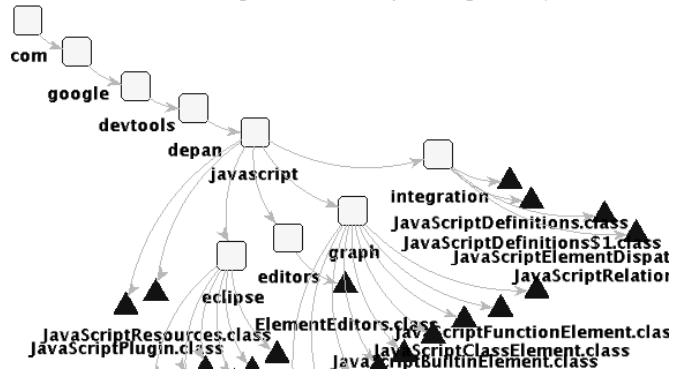 com
google
devtools
depan
javascript
integration
JavaScriptDefinitions.class
JavaScriptDefinitions$1.class
JavaScriptElementDispat
JavaScriptRelation
graph
editors
eclipse
ElementEditors.class
JavaScriptFunctionElement.clas
JavaScriptResources.class
JavaScriptPlugin.class
JavaScriptClassElement.class
JavaScriptBuiltinElement.class